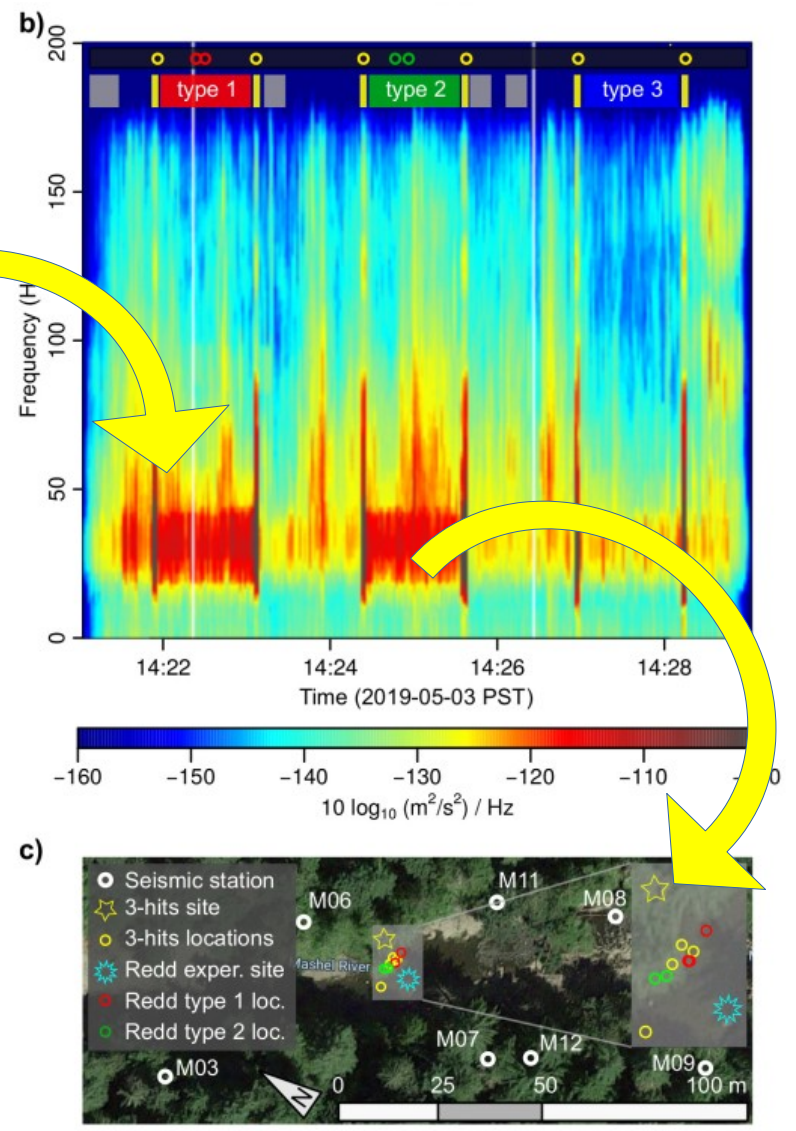 b)
200
type 1 type 2 type 3
150
100
50
0
Frequency (H
14:22 14:24 14:26 14:28
Time (2019-05-03 PST)
−160 −150 −140 −130 −120 −110
10 log₁₀ (m²/s²) / Hz
c)
Seismic station
3-hits site
3-hits locations
Redd exper. site
Redd type 1 loc.
Redd type 2 loc.
M06
M11
M08
Mashel River
M07
M12
M09
M03
N
0 25 50 100 m